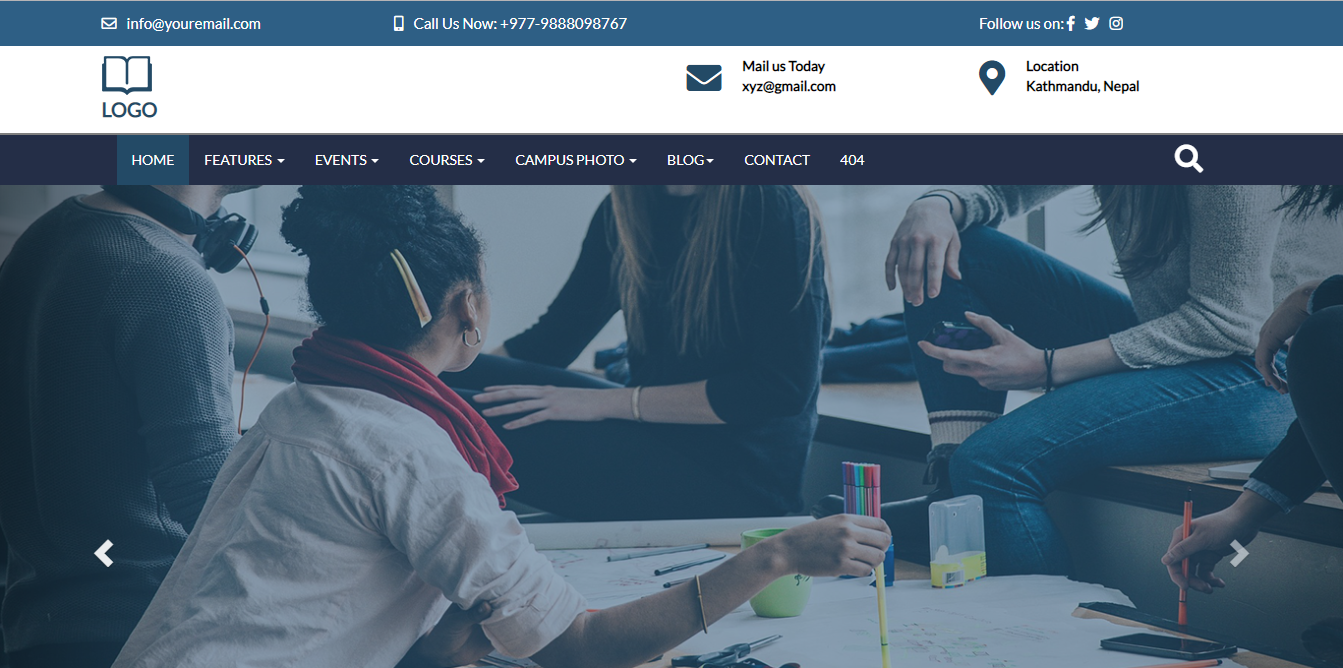 info@youremail.com
Call Us Now: +977-9888098767
Follow us on:
LOGO
Mail us Today
xyz@gmail.com
Location
Kathmandu, Nepal
HOME
FEATURES
EVENTS
COURSES
CAMPUS PHOTO
BLOG
CONTACT
404